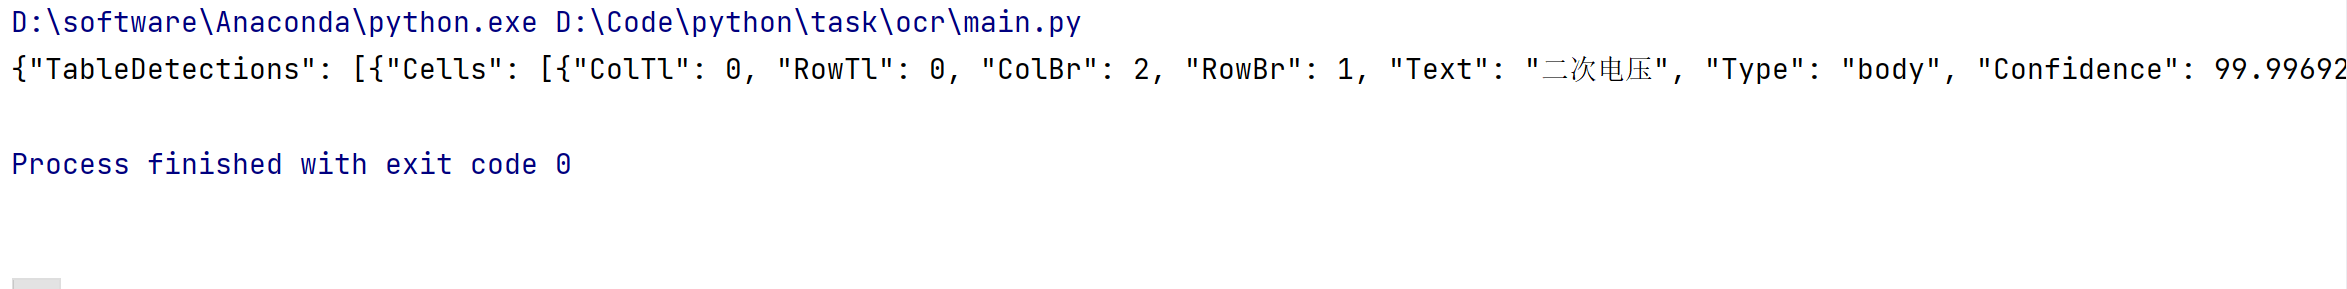 D:\software\Anaconda\python.exe D:\Code\python\task\ocr\main.py
{"TableDetections": [{"Cells": [{"ColTl": 0, "RowTl": 0, "ColBr": 2, "RowBr": 1, "Text": "二次电压", "Type": "body", "Confidence": 99.99692
Process finished with exit code 0